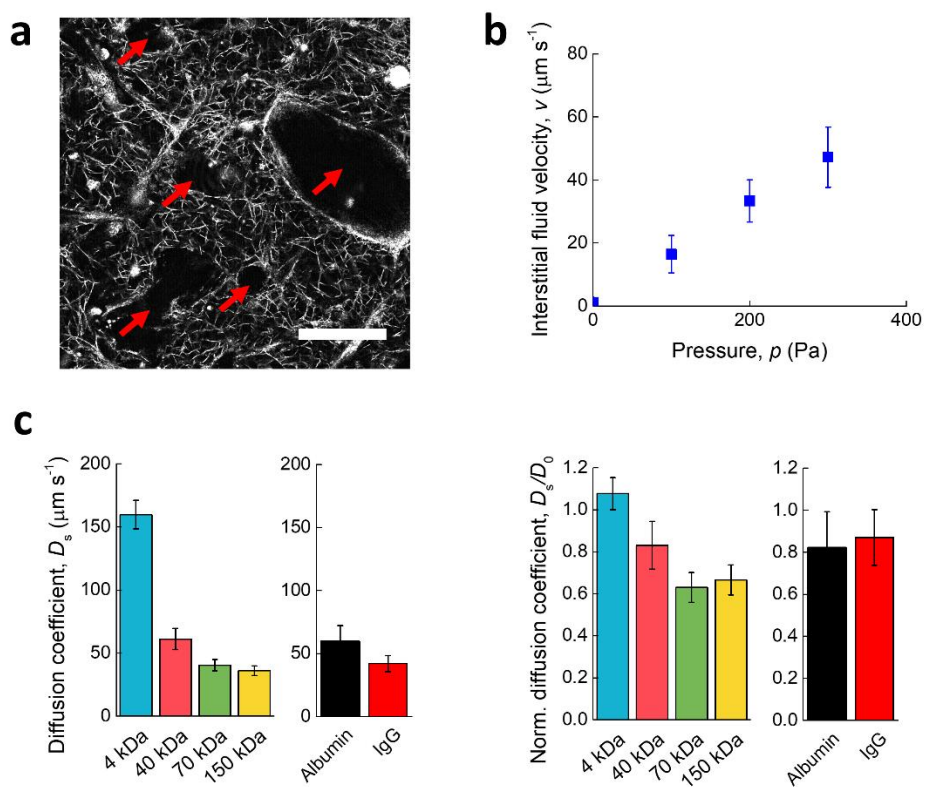 a
b
Interstitial fluid velocity, v (μm s⁻¹)
80
60
40
20
0
0
200
400
Pressure, p (Pa)
c
Diffusion coefficient, Dₛ (μm s⁻¹)
200
150
100
50
0
4 kDa
40 kDa
70 kDa
150 kDa
200
150
100
50
0
Albumin
IgG
Norm. diffusion coefficient, Dₛ/D₀
1.2
1.0
0.8
0.6
0.4
0.2
0.0
4 kDa
40 kDa
70 kDa
150 kDa
1.2
1.0
0.8
0.6
0.4
0.2
0.0
Albumin
IgG